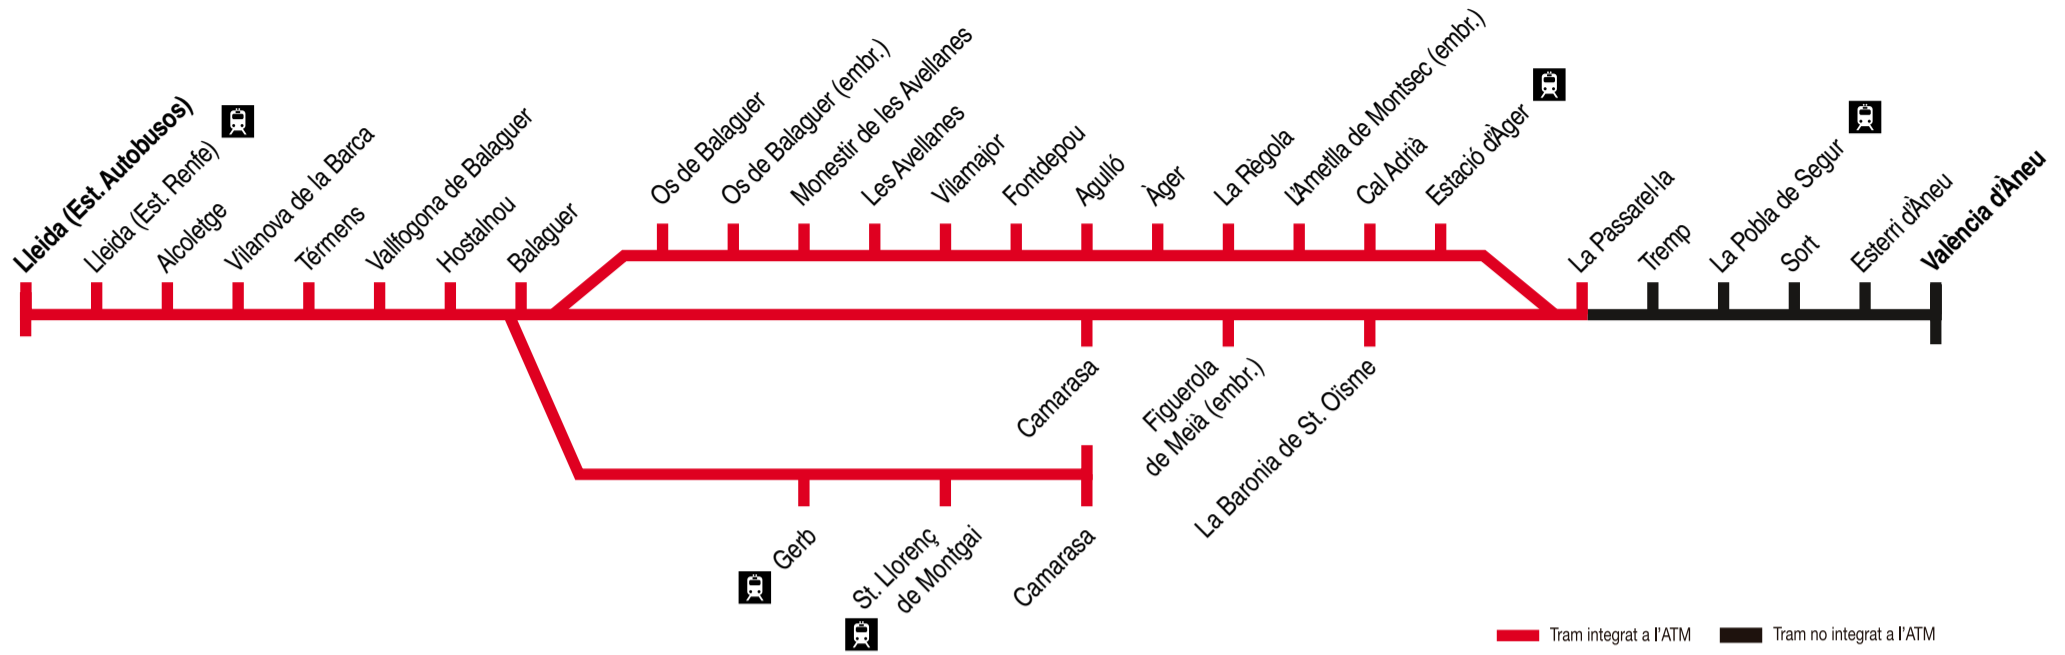 Lleida (Est. Autobusos)
Lleida (Est. Renfe)
Alcoletge
Vilanova de la Barca
Térmens
Vallfogona de Balaguer
Hostalnou
Balaguer
Os de Balaguer
Os de Balaguer (embr.)
Monestir de les Avellanes
Les Avellanes
Vilamajor
Fontdepou
Agulló
Àger
La Règola
L'Ametlla de Montsec (embr.)
Cal Adrià
Estació d'Àger
La Passarel·la
Tremp
La Pobla de Segur
Sort
Esterri d'Àneu
València d'Àneu
Camarasa
Figuerola
de Meià (embr.)
La Baronia de St. Oïsme
Gerb
St. Llorenç
de Montgai
Camarasa
Tram integrat a l'ATM
Tram no integrat a l'ATM